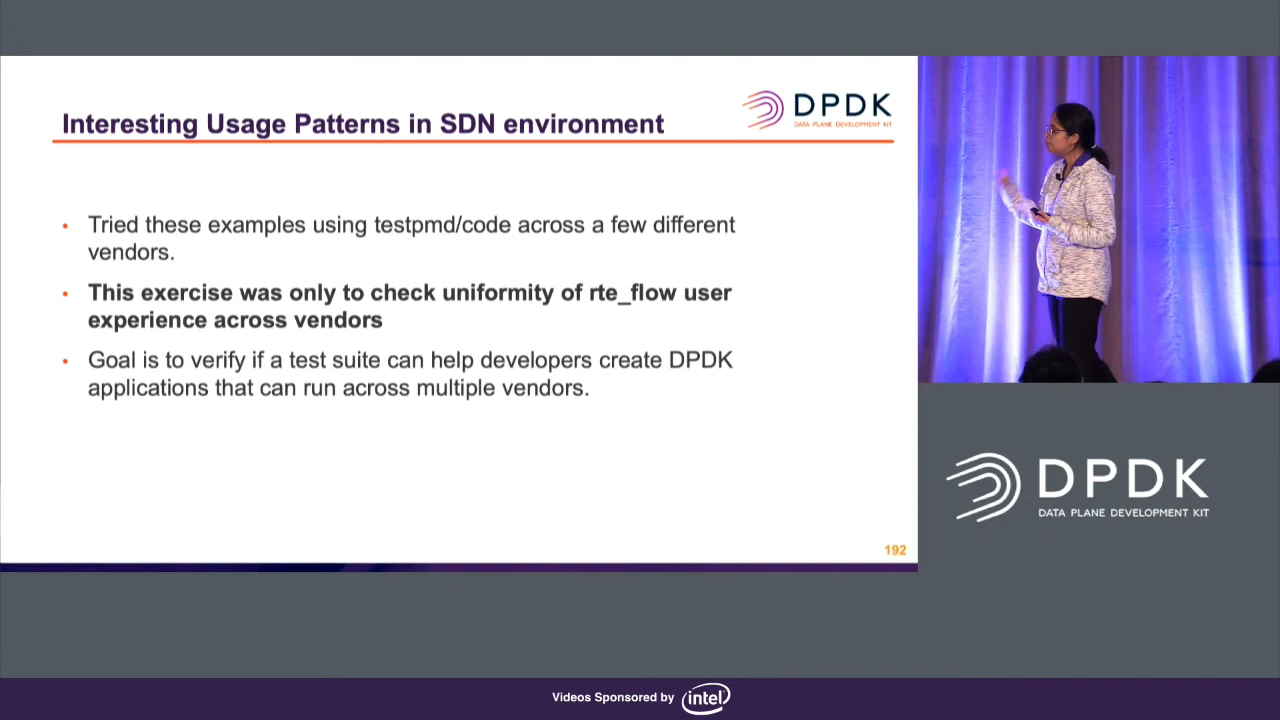 Interesting Usage Patterns in SDN environment
DPDK
DATA PLANE DEVELOPMENT KIT
• Tried these examples using testpmd/code across a few different
vendors.
• This exercise was only to check uniformity of rte_flow user
experience across vendors
• Goal is to verify if a test suite can help developers create DPDK
applications that can run across multiple vendors.
192
DPDK
DATA PLANE DEVELOPMENT KIT
Videos Sponsored by intel